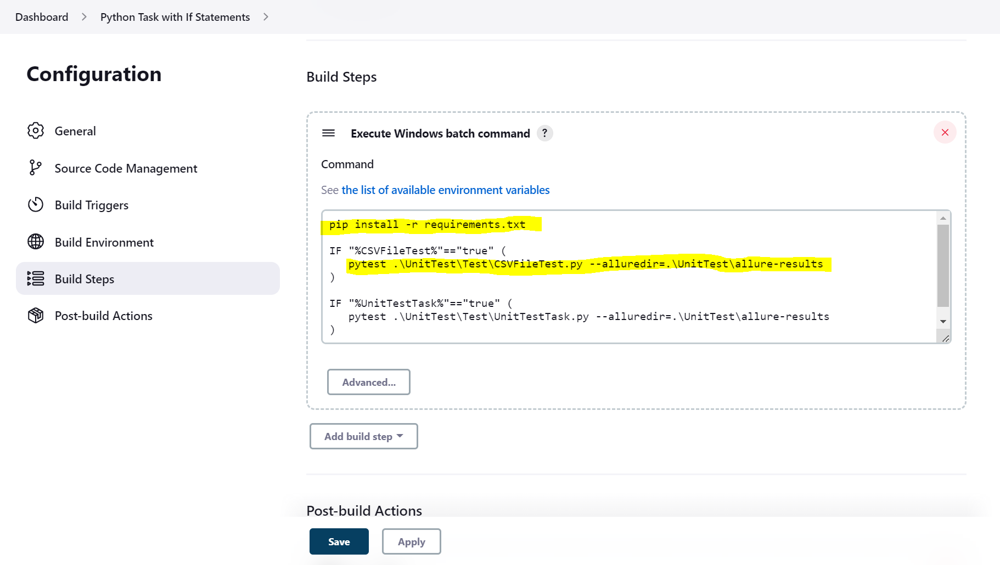 Dashboard > Python Task with If Statements >
Configuration
General
Source Code Management
Build Triggers
Build Environment
Build Steps
Post-build Actions
Build Steps
Execute Windows batch command ?
Command
See the list of available environment variables
pip install -r requirements.txt
IF "%CSVFileTest%"=="true" (
pytest .\UnitTest\Test\CSVFileTest.py --alluredir=.\UnitTest\allure-results
)
IF "%UnitTestTask%"=="true" (
pytest .\UnitTest\Test\UnitTestTask.py --alluredir=.\UnitTest\allure-results
)
Advanced...
Add build step
Post-build Actions
Save
Apply